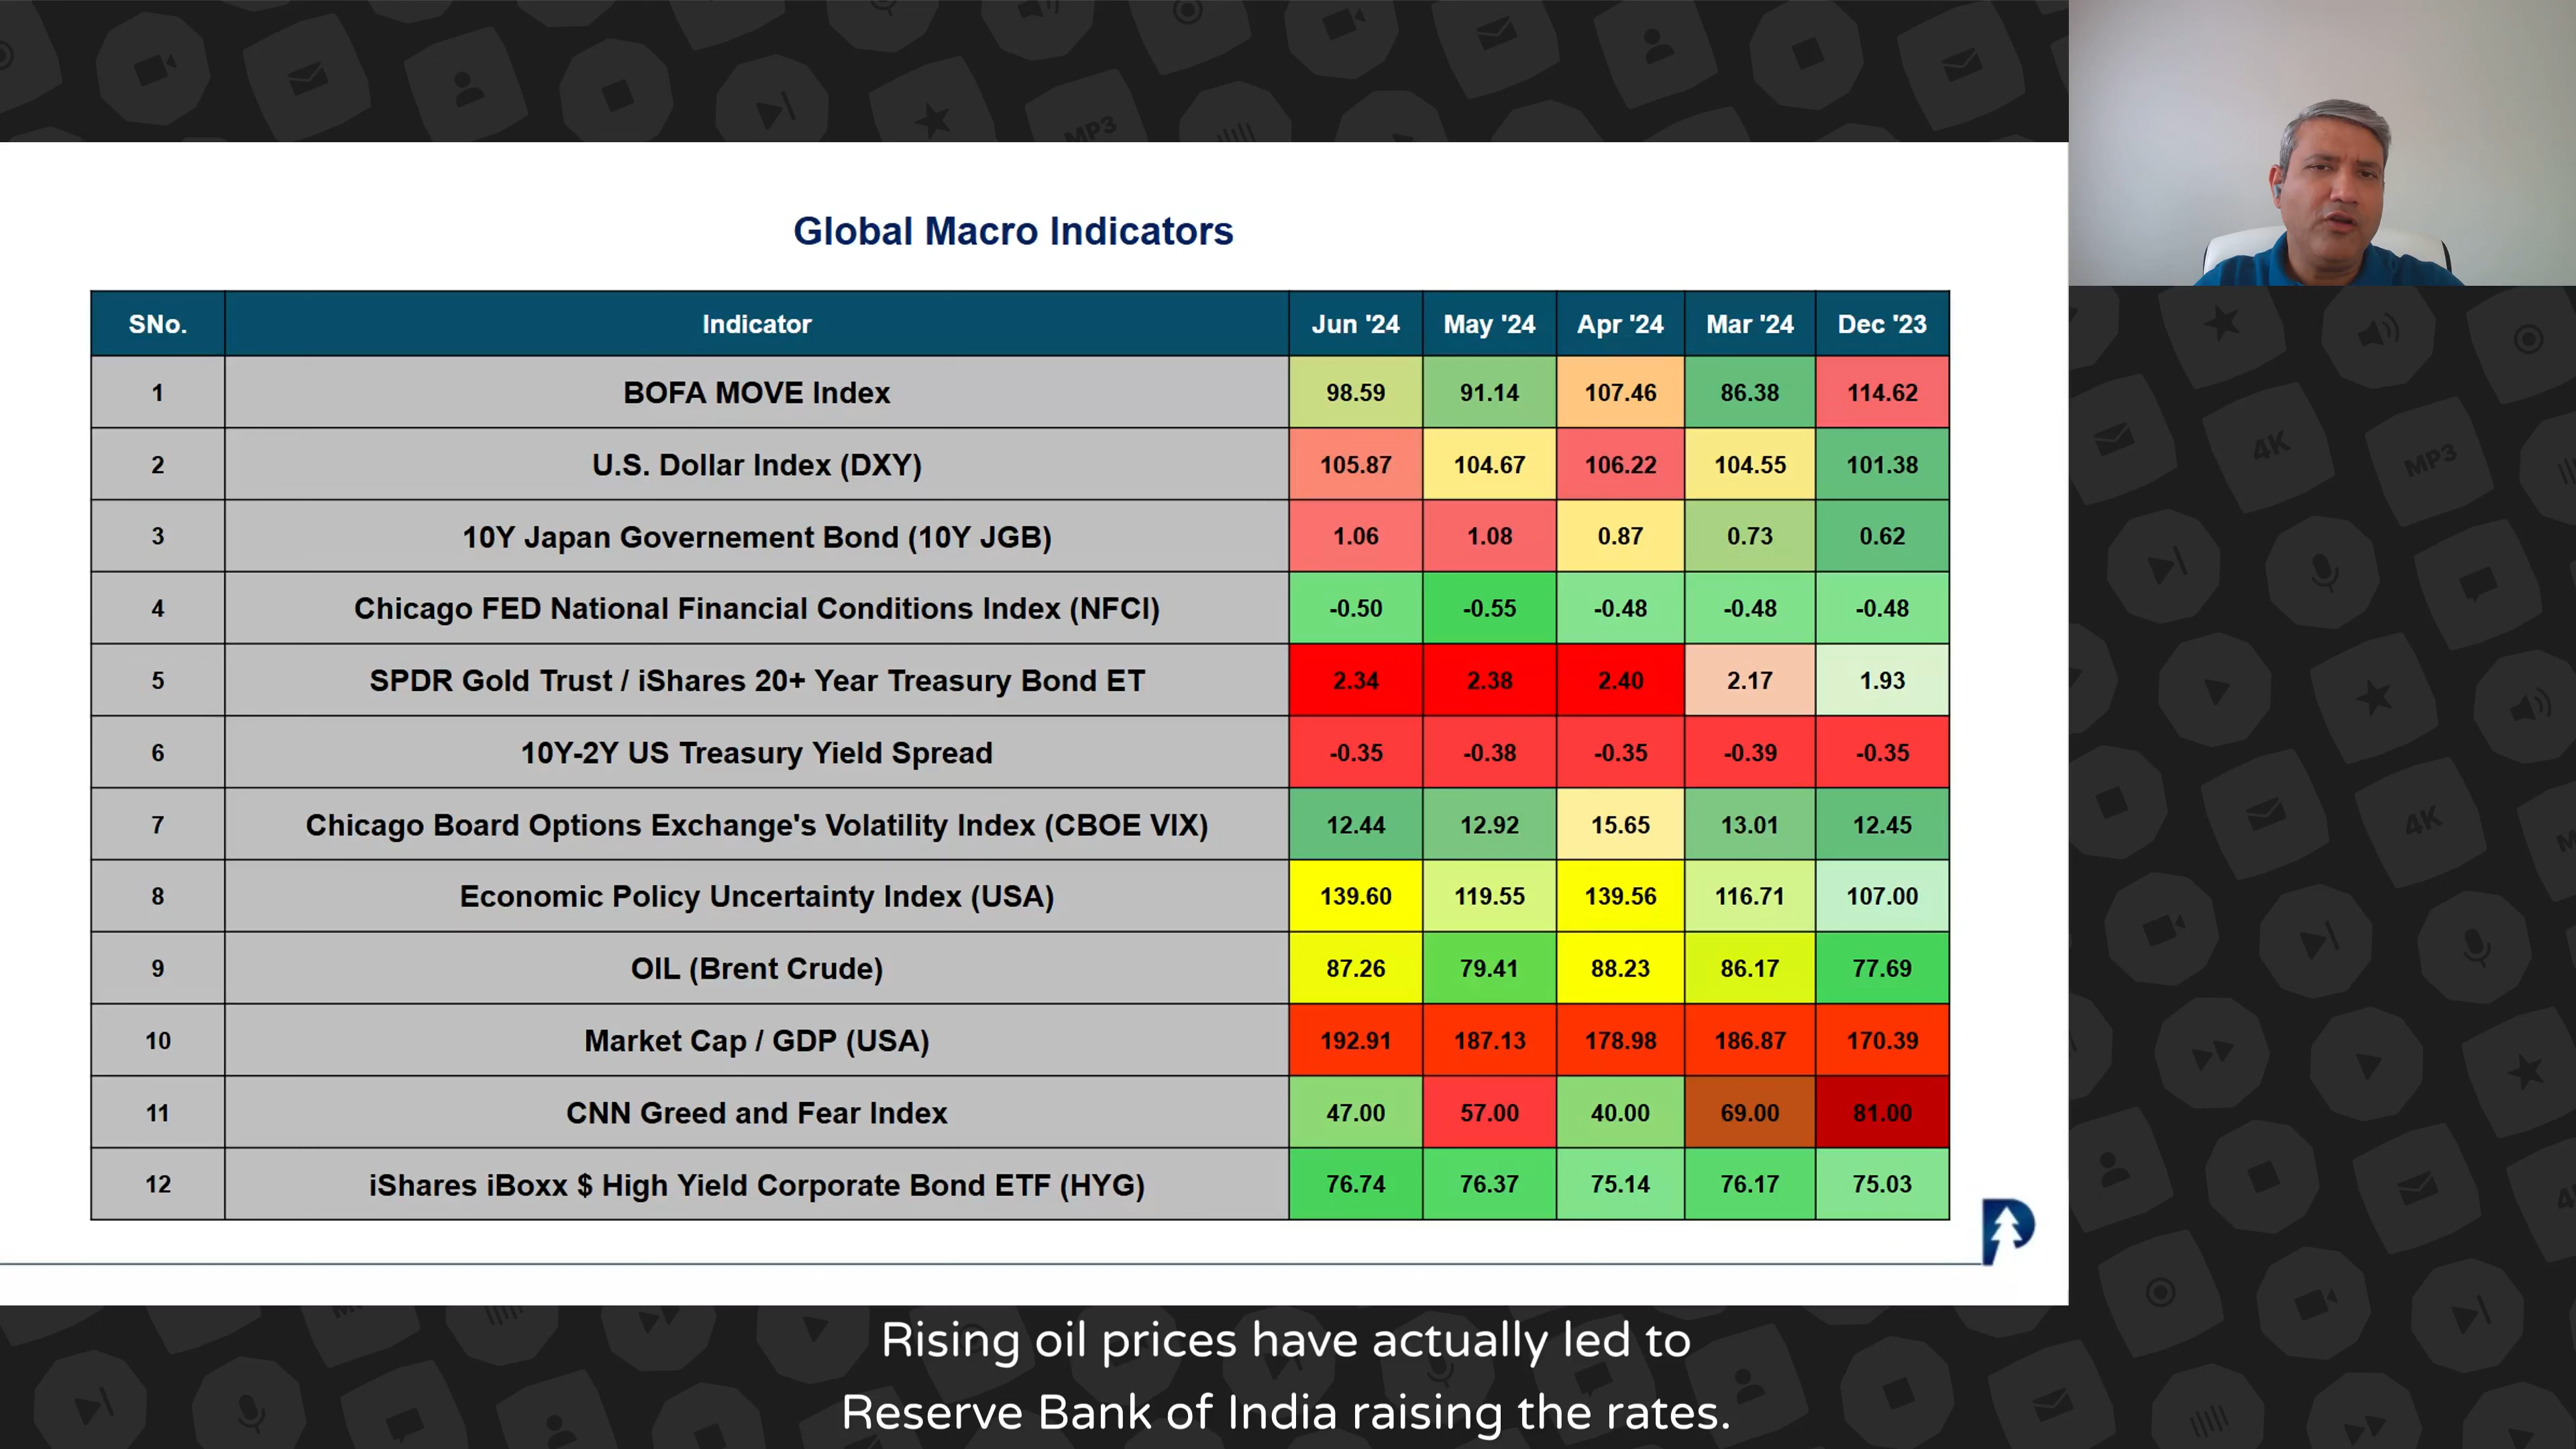 Global Macro Indicators
SNo. Indicator Jun '24 May '24 Apr '24 Mar '24 Dec '23
1 BOFA MOVE Index 98.59 91.14 107.46 86.38 114.62
2 U.S. Dollar Index (DXY) 105.87 104.67 106.22 104.55 101.38
3 10Y Japan Governement Bond (10Y JGB) 1.06 1.08 0.87 0.73 0.62
4 Chicago FED National Financial Conditions Index (NFCI) -0.50 -0.55 -0.48 -0.48 -0.48
5 SPDR Gold Trust / iShares 20+ Year Treasury Bond ET 2.34 2.38 2.40 2.17 1.93
6 10Y-2Y US Treasury Yield Spread -0.35 -0.38 -0.35 -0.39 -0.35
7 Chicago Board Options Exchange's Volatility Index (CBOE VIX) 12.44 12.92 15.65 13.01 12.45
8 Economic Policy Uncertainty Index (USA) 139.60 119.55 139.56 116.71 107.00
9 OIL (Brent Crude) 87.26 79.41 88.23 86.17 77.69
10 Market Cap / GDP (USA) 192.91 187.13 178.98 186.87 170.39
11 CNN Greed and Fear Index 47.00 57.00 40.00 69.00 81.00
12 iShares iBoxx $ High Yield Corporate Bond ETF (HYG) 76.74 76.37 75.14 76.17 75.03
Rising oil prices have actually led to
Reserve Bank of India raising the rates.
MP3
4K
MP3
4K